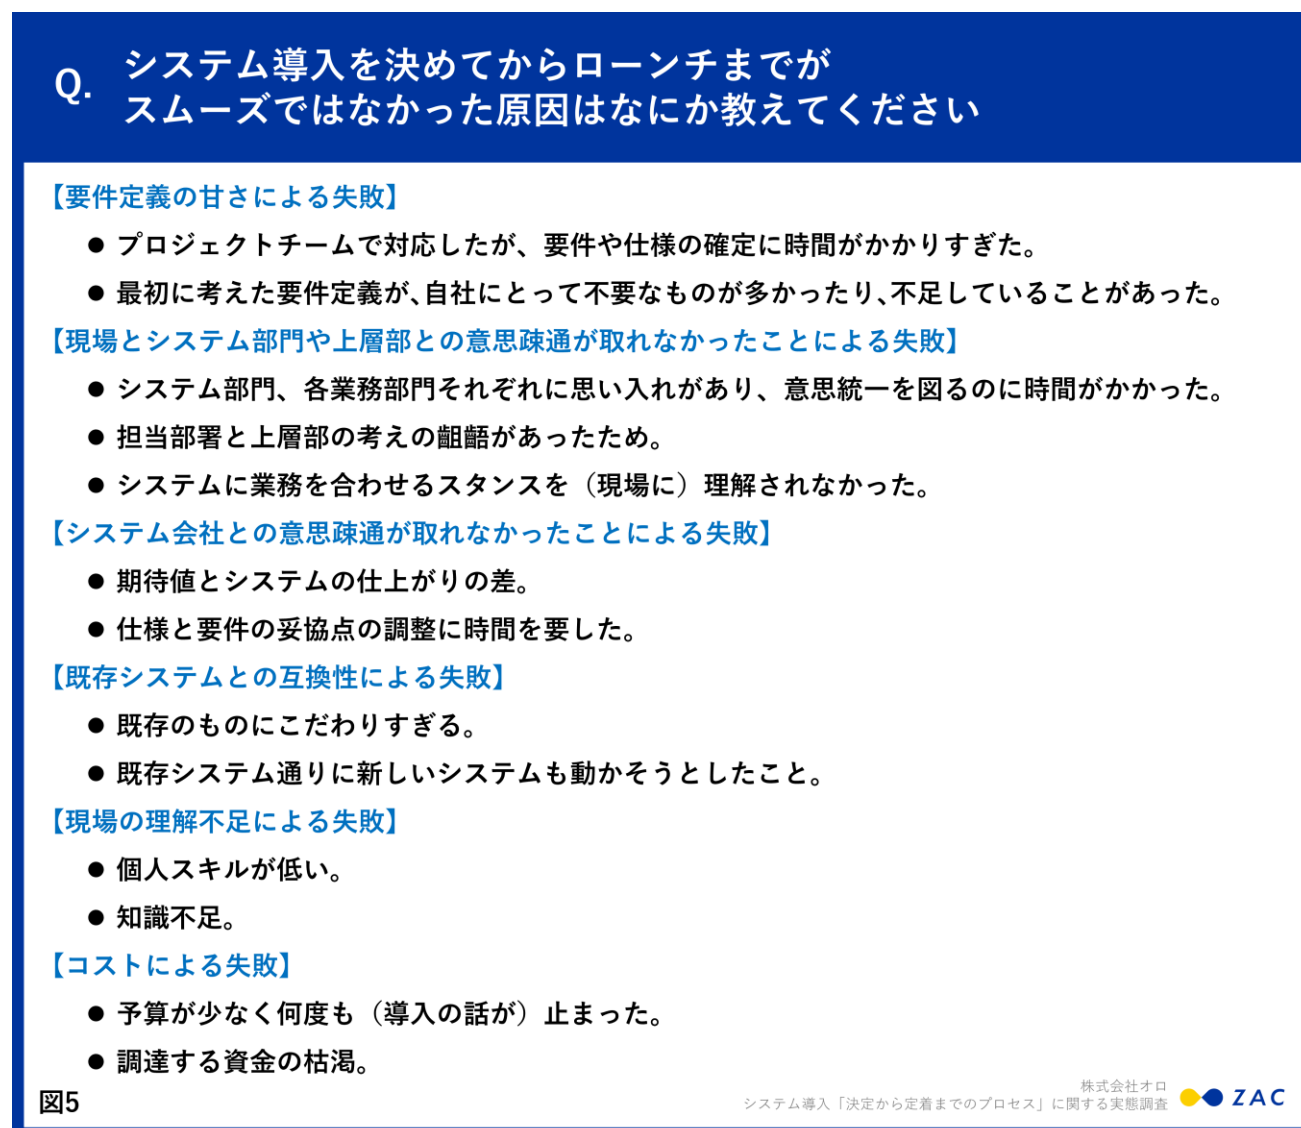 Q. システム導入を決めてからローンチまでが
スムーズではなかった原因はなにか教えてください
【要件定義の甘さによる失敗】
● プロジェクトチームで対応したが、要件や仕様の確定に時間がかかりすぎた。
● 最初に考えた要件定義が、自社にとって不要なものが多かったり、不足していることがあった。
【現場とシステム部門や上層部との意思疎通が取れなかったことによる失敗】
● システム部門、各業務部門それぞれに思い入れがあり、意思統一を図るのに時間がかかった。
● 担当部署と上層部の考えの齟齬があったため。
● システムに業務を合わせるスタンスを（現場に）理解されなかった。
【システム会社との意思疎通が取れなかったことによる失敗】
● 期待値とシステムの仕上がりの差。
● 仕様と要件の妥協点の調整に時間を要した。
【既存システムとの互換性による失敗】
● 既存のものにこだわりすぎる。
● 既存システム通りに新しいシステムも動かそうとしたこと。
【現場の理解不足による失敗】
● 個人スキルが低い。
● 知識不足。
【コストによる失敗】
● 予算が少なく何度も（導入の話が）止まった。
● 調達する資金の枯渇。
図5
株式会社オロ
システム導入「決定から定着までのプロセス」に関する実態調査
ZAC